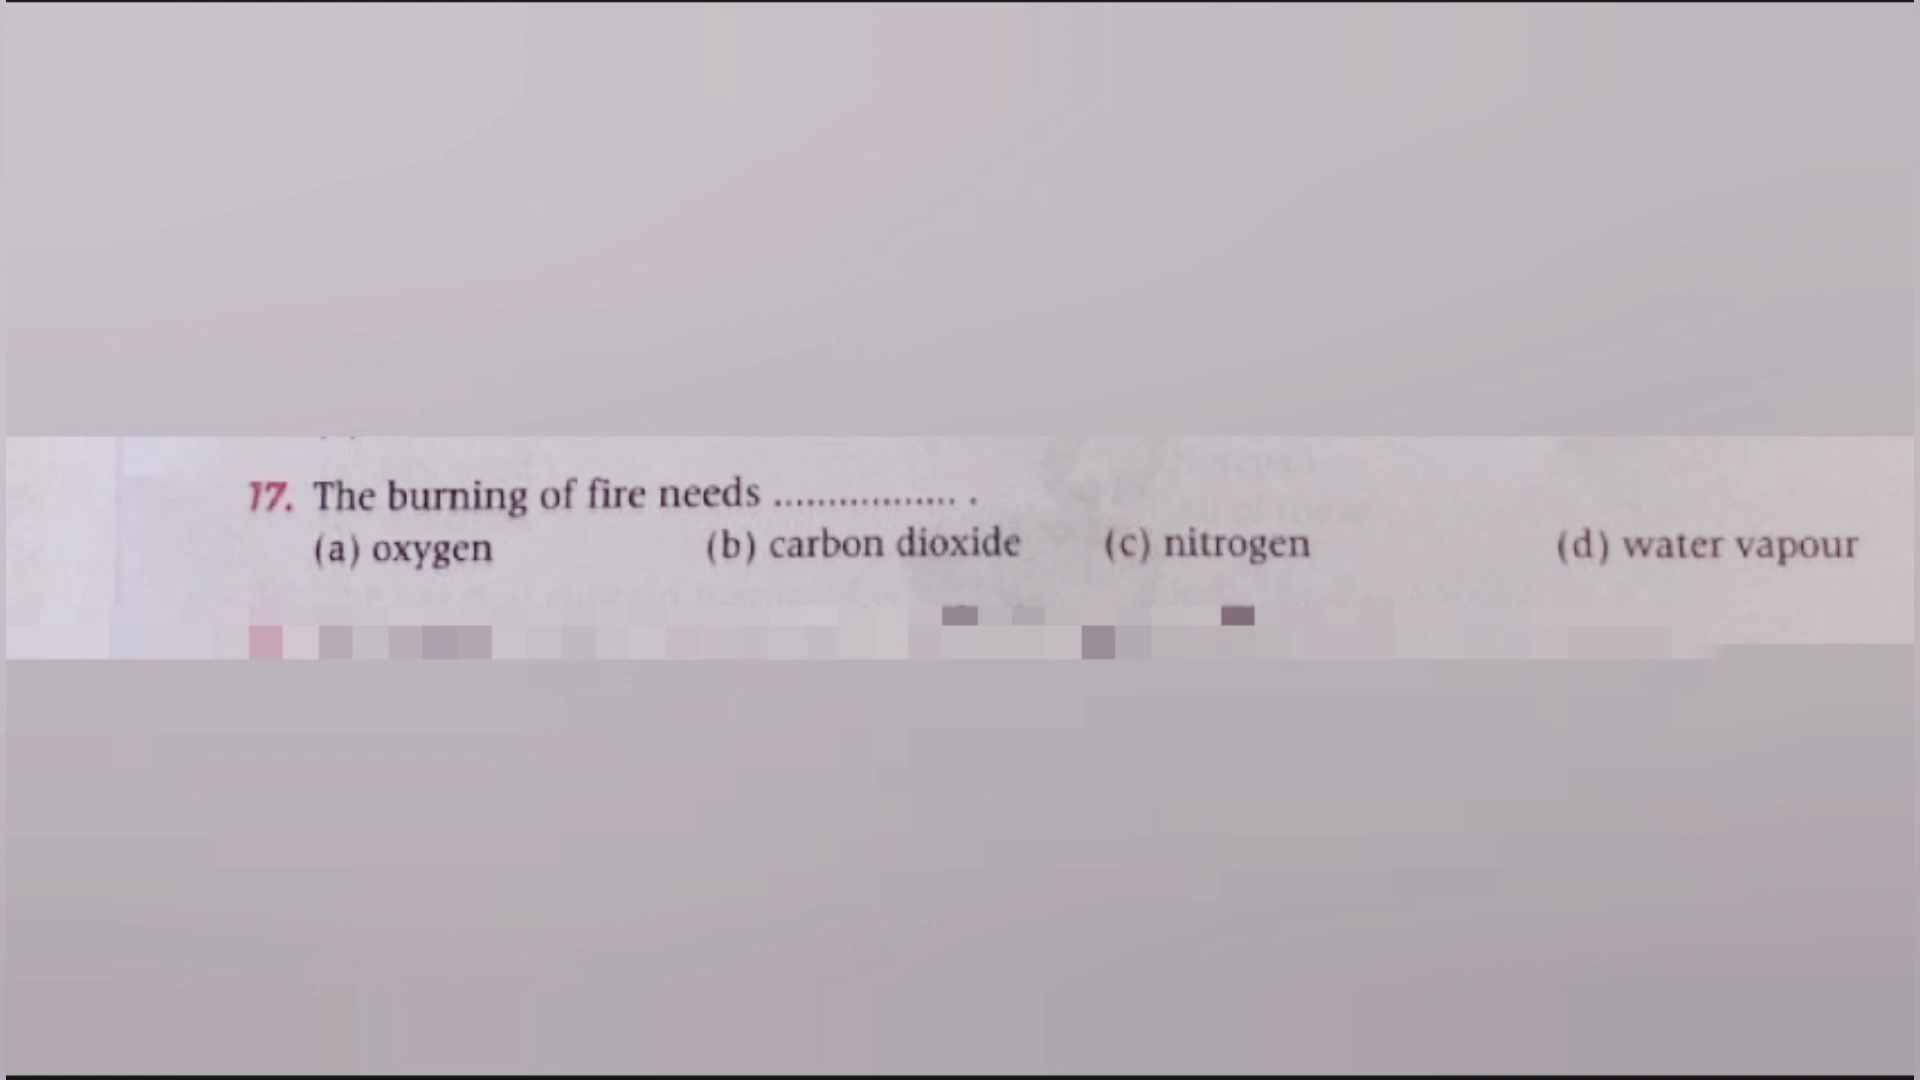 17. The burning of fire needs ................. .
(a) oxygen (b) carbon dioxide (c) nitrogen (d) water vapour